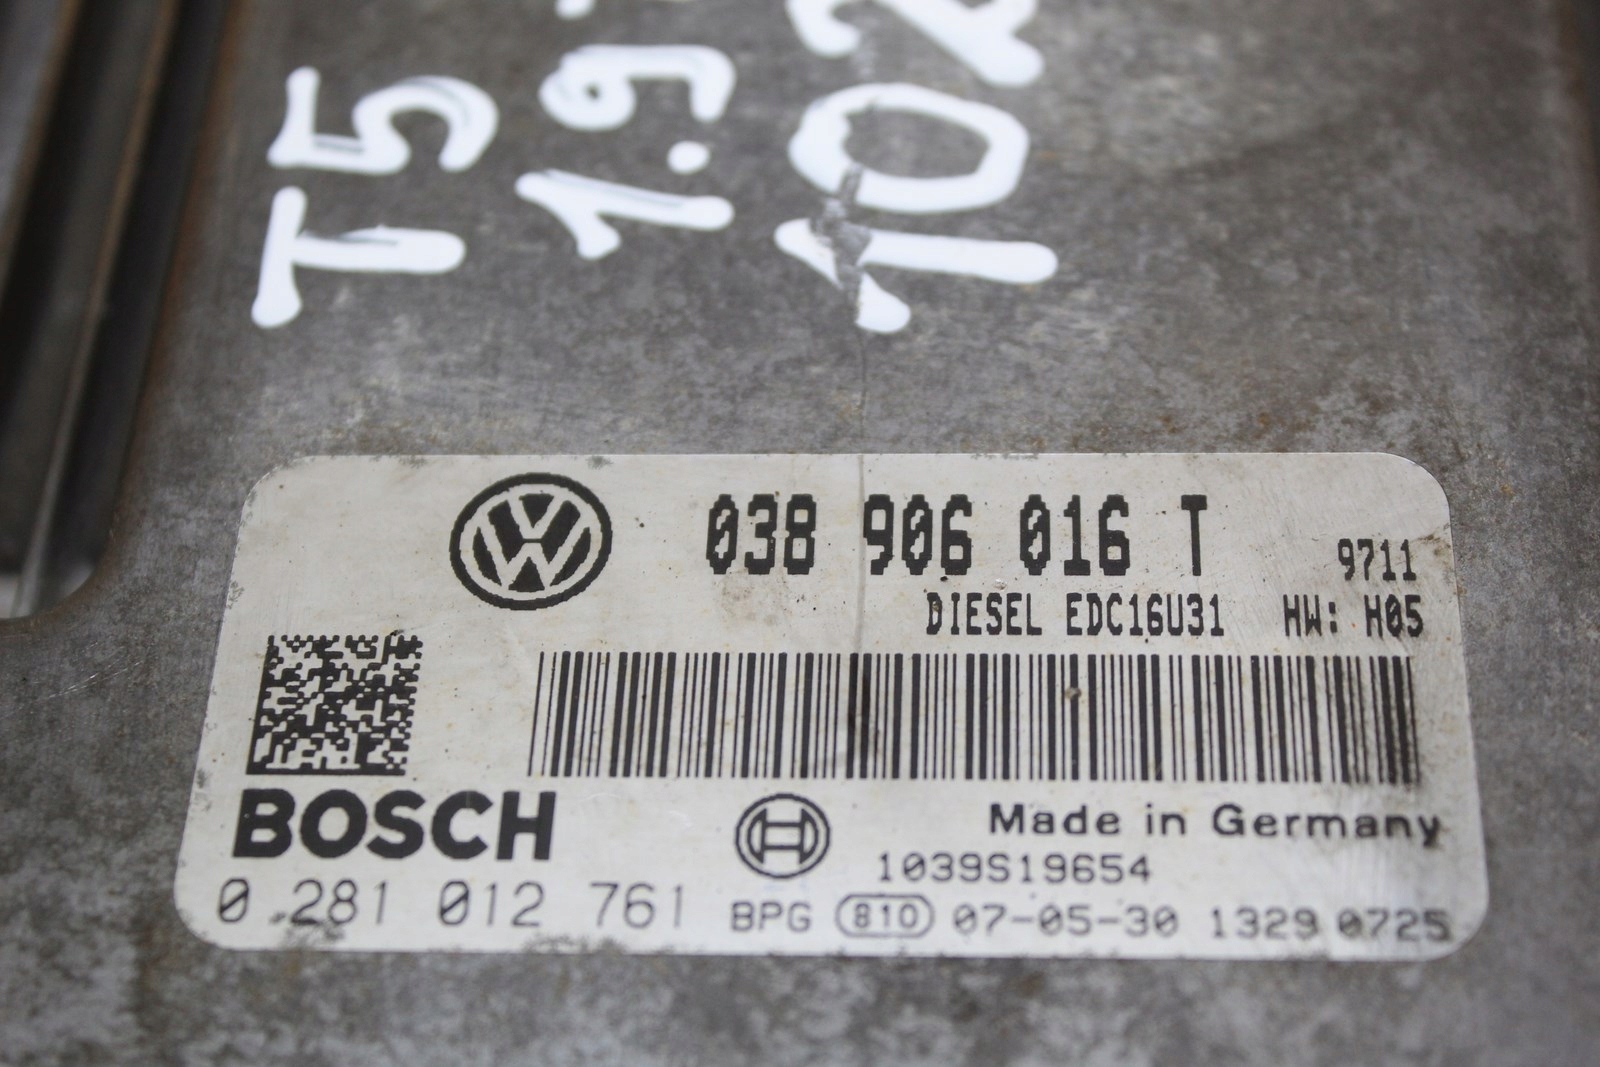 T5
1.9
10
038 906 016 T
9711
DIESEL EDC16U31 HW: H05
BOSCH
Made in Germany
1039S19654
0 281 012 761 BPG 810 07-05-30 1329 0725